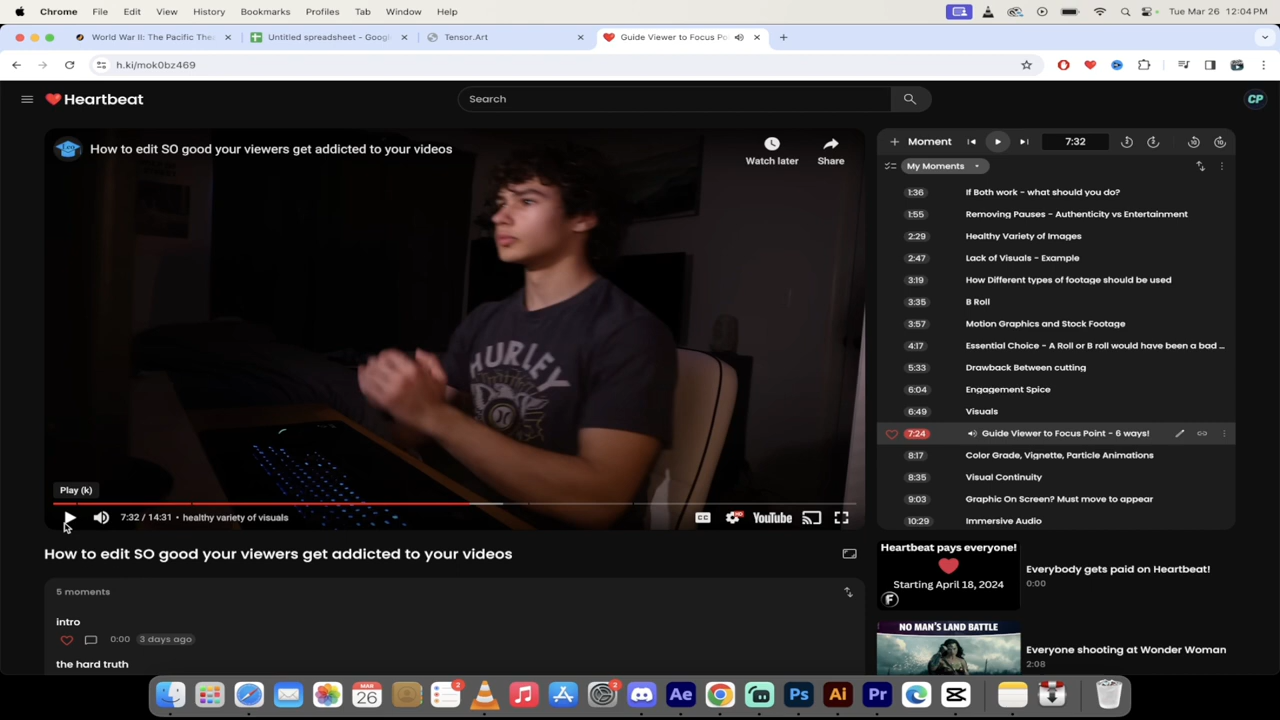 Chrome File Edit View History Bookmarks Profiles Tab Window Help Tue Mar 26 12:04 PM
World War II: The Pacific The
Untitled spreadsheet - Googl
Tensor.Art
Guide Viewer to Focus Po
h.ki/mok0bz469
Heartbeat
Search
CP
How to edit SO good your viewers get addicted to your videos
Watch later
Share
HURLEY
Play (k)
7:32 / 14:31 • healthy variety of visuals
CC
HD
YouTube
Moment
7:32
My Moments
1:36 If Both work - what should you do?
1:55 Removing Pauses - Authenticity vs Entertainment
2:29 Healthy Variety of Images
2:47 Lack of Visuals - Example
3:19 How Different types of footage should be used
3:35 B Roll
3:57 Motion Graphics and Stock Footage
4:17 Essential Choice - A Roll or B roll would have been a bad ...
5:33 Drawback Between cutting
6:04 Engagement Spice
6:49 Visuals
7:24 Guide Viewer to Focus Point - 6 ways!
8:17 Color Grade, Vignette, Particle Animations
8:35 Visual Continuity
9:03 Graphic On Screen? Must move to appear
10:29 Immersive Audio
How to edit SO good your viewers get addicted to your videos
5 moments
intro
0:00 3 days ago
the hard truth
Heartbeat pays everyone!
Starting April 18, 2024
F
Everybody gets paid on Heartbeat!
0:00
NO MAN'S LAND BATTLE
Everyone shooting at Wonder Woman
2:08
MAR
26
2
2
Ae
Ps
Ai
Pr